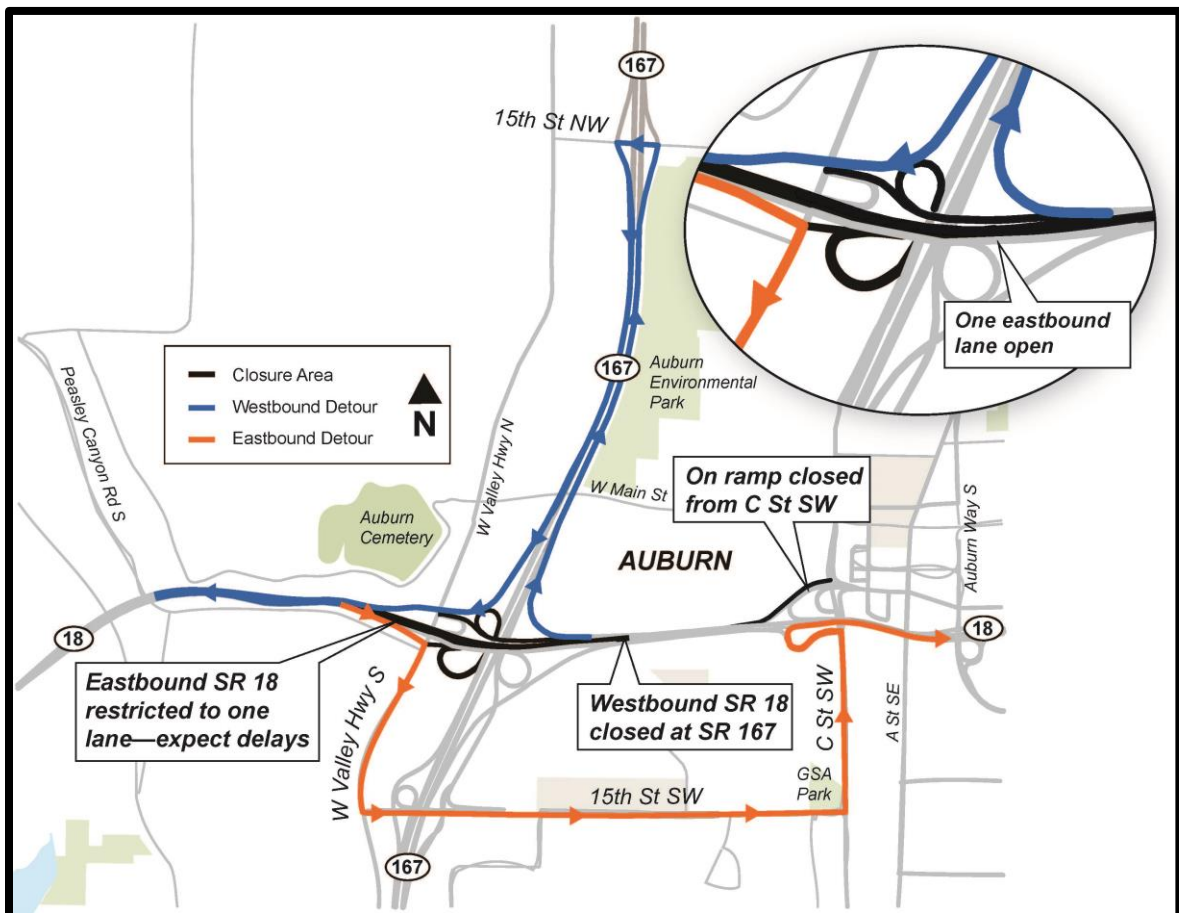 167
15th St NW
One eastbound
lane open
Closure Area
Westbound Detour
Eastbound Detour
N
Peasley Canyon Rd S
W Valley Hwy N
167
Auburn
Environmental
Park
W Main St
On ramp closed
from C St SW
Auburn
Cemetery
AUBURN
Auburn Way S
18
18
Eastbound SR 18
restricted to one
lane—expect delays
W Valley Hwy S
Westbound SR 18
closed at SR 167
C St SW
A St SE
GSA
Park
15th St SW
167